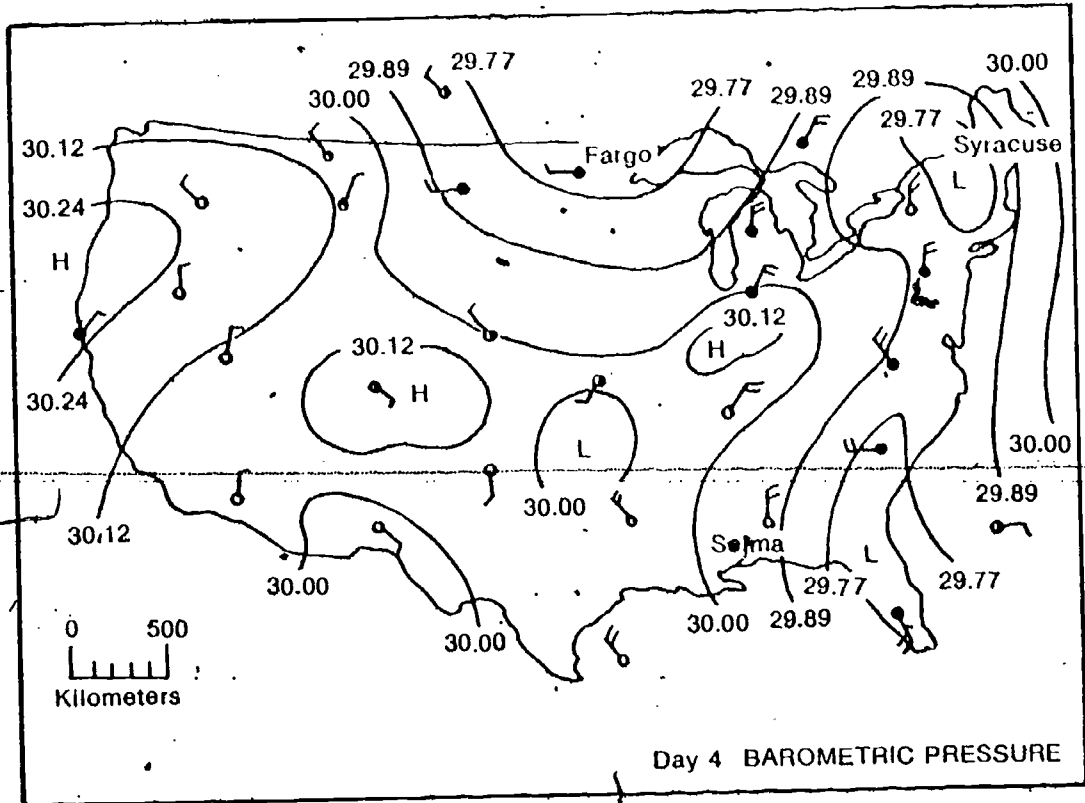 30.00
29.77
29.89
29.89
30.00
29.77
29.89
29.77
30.12
Fargo
Syracuse
L
30.24
H
30.12
H
30.12
H
30.24
L
30.00
30.00
29.89
30.12
Selma
L
30.00
29.77
29.77
30.00
29.89
0 500
30.00
Kilometers
Day 4 BAROMETRIC PRESSURE